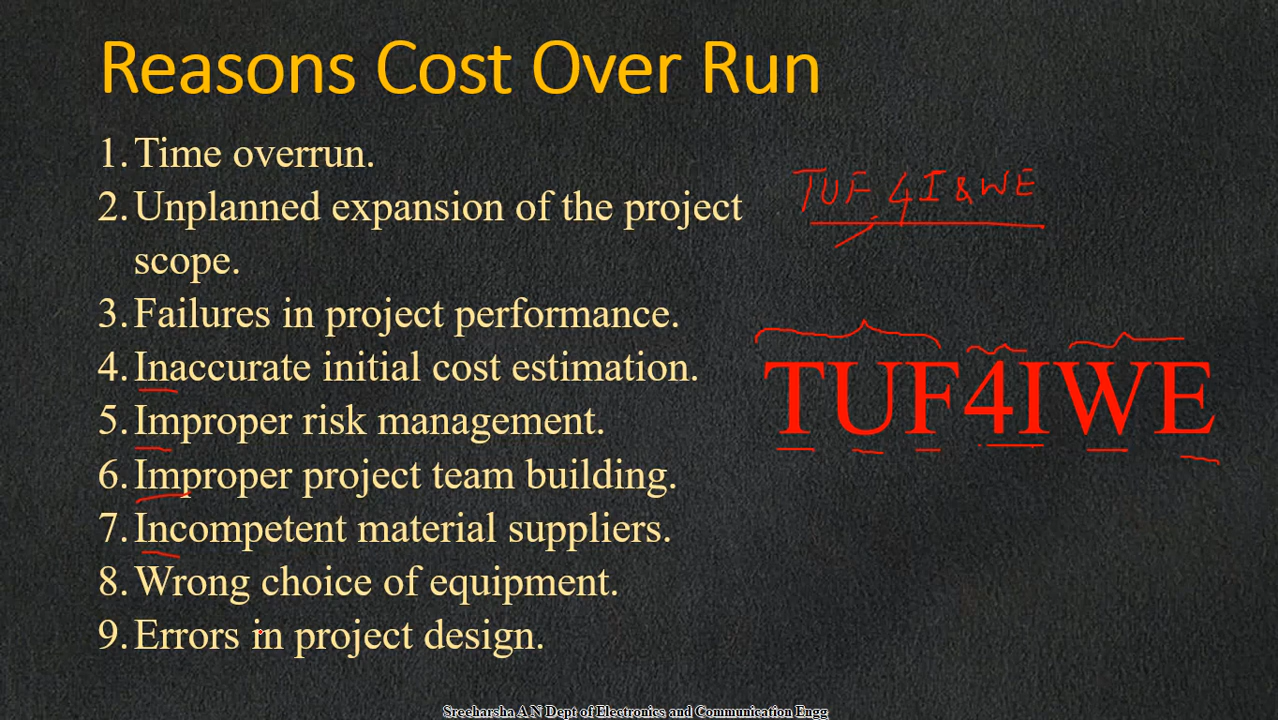 Reasons Cost Over Run
1. Time overrun.
2. Unplanned expansion of the project
scope.
3. Failures in project performance.
4. Inaccurate initial cost estimation.
5. Improper risk management.
6. Improper project team building.
7. Incompetent material suppliers.
8. Wrong choice of equipment.
9. Errors in project design.
TUF 4I & WE
TUF4IWE
Sreeharsha A N Dept of Electronics and Communication Engg